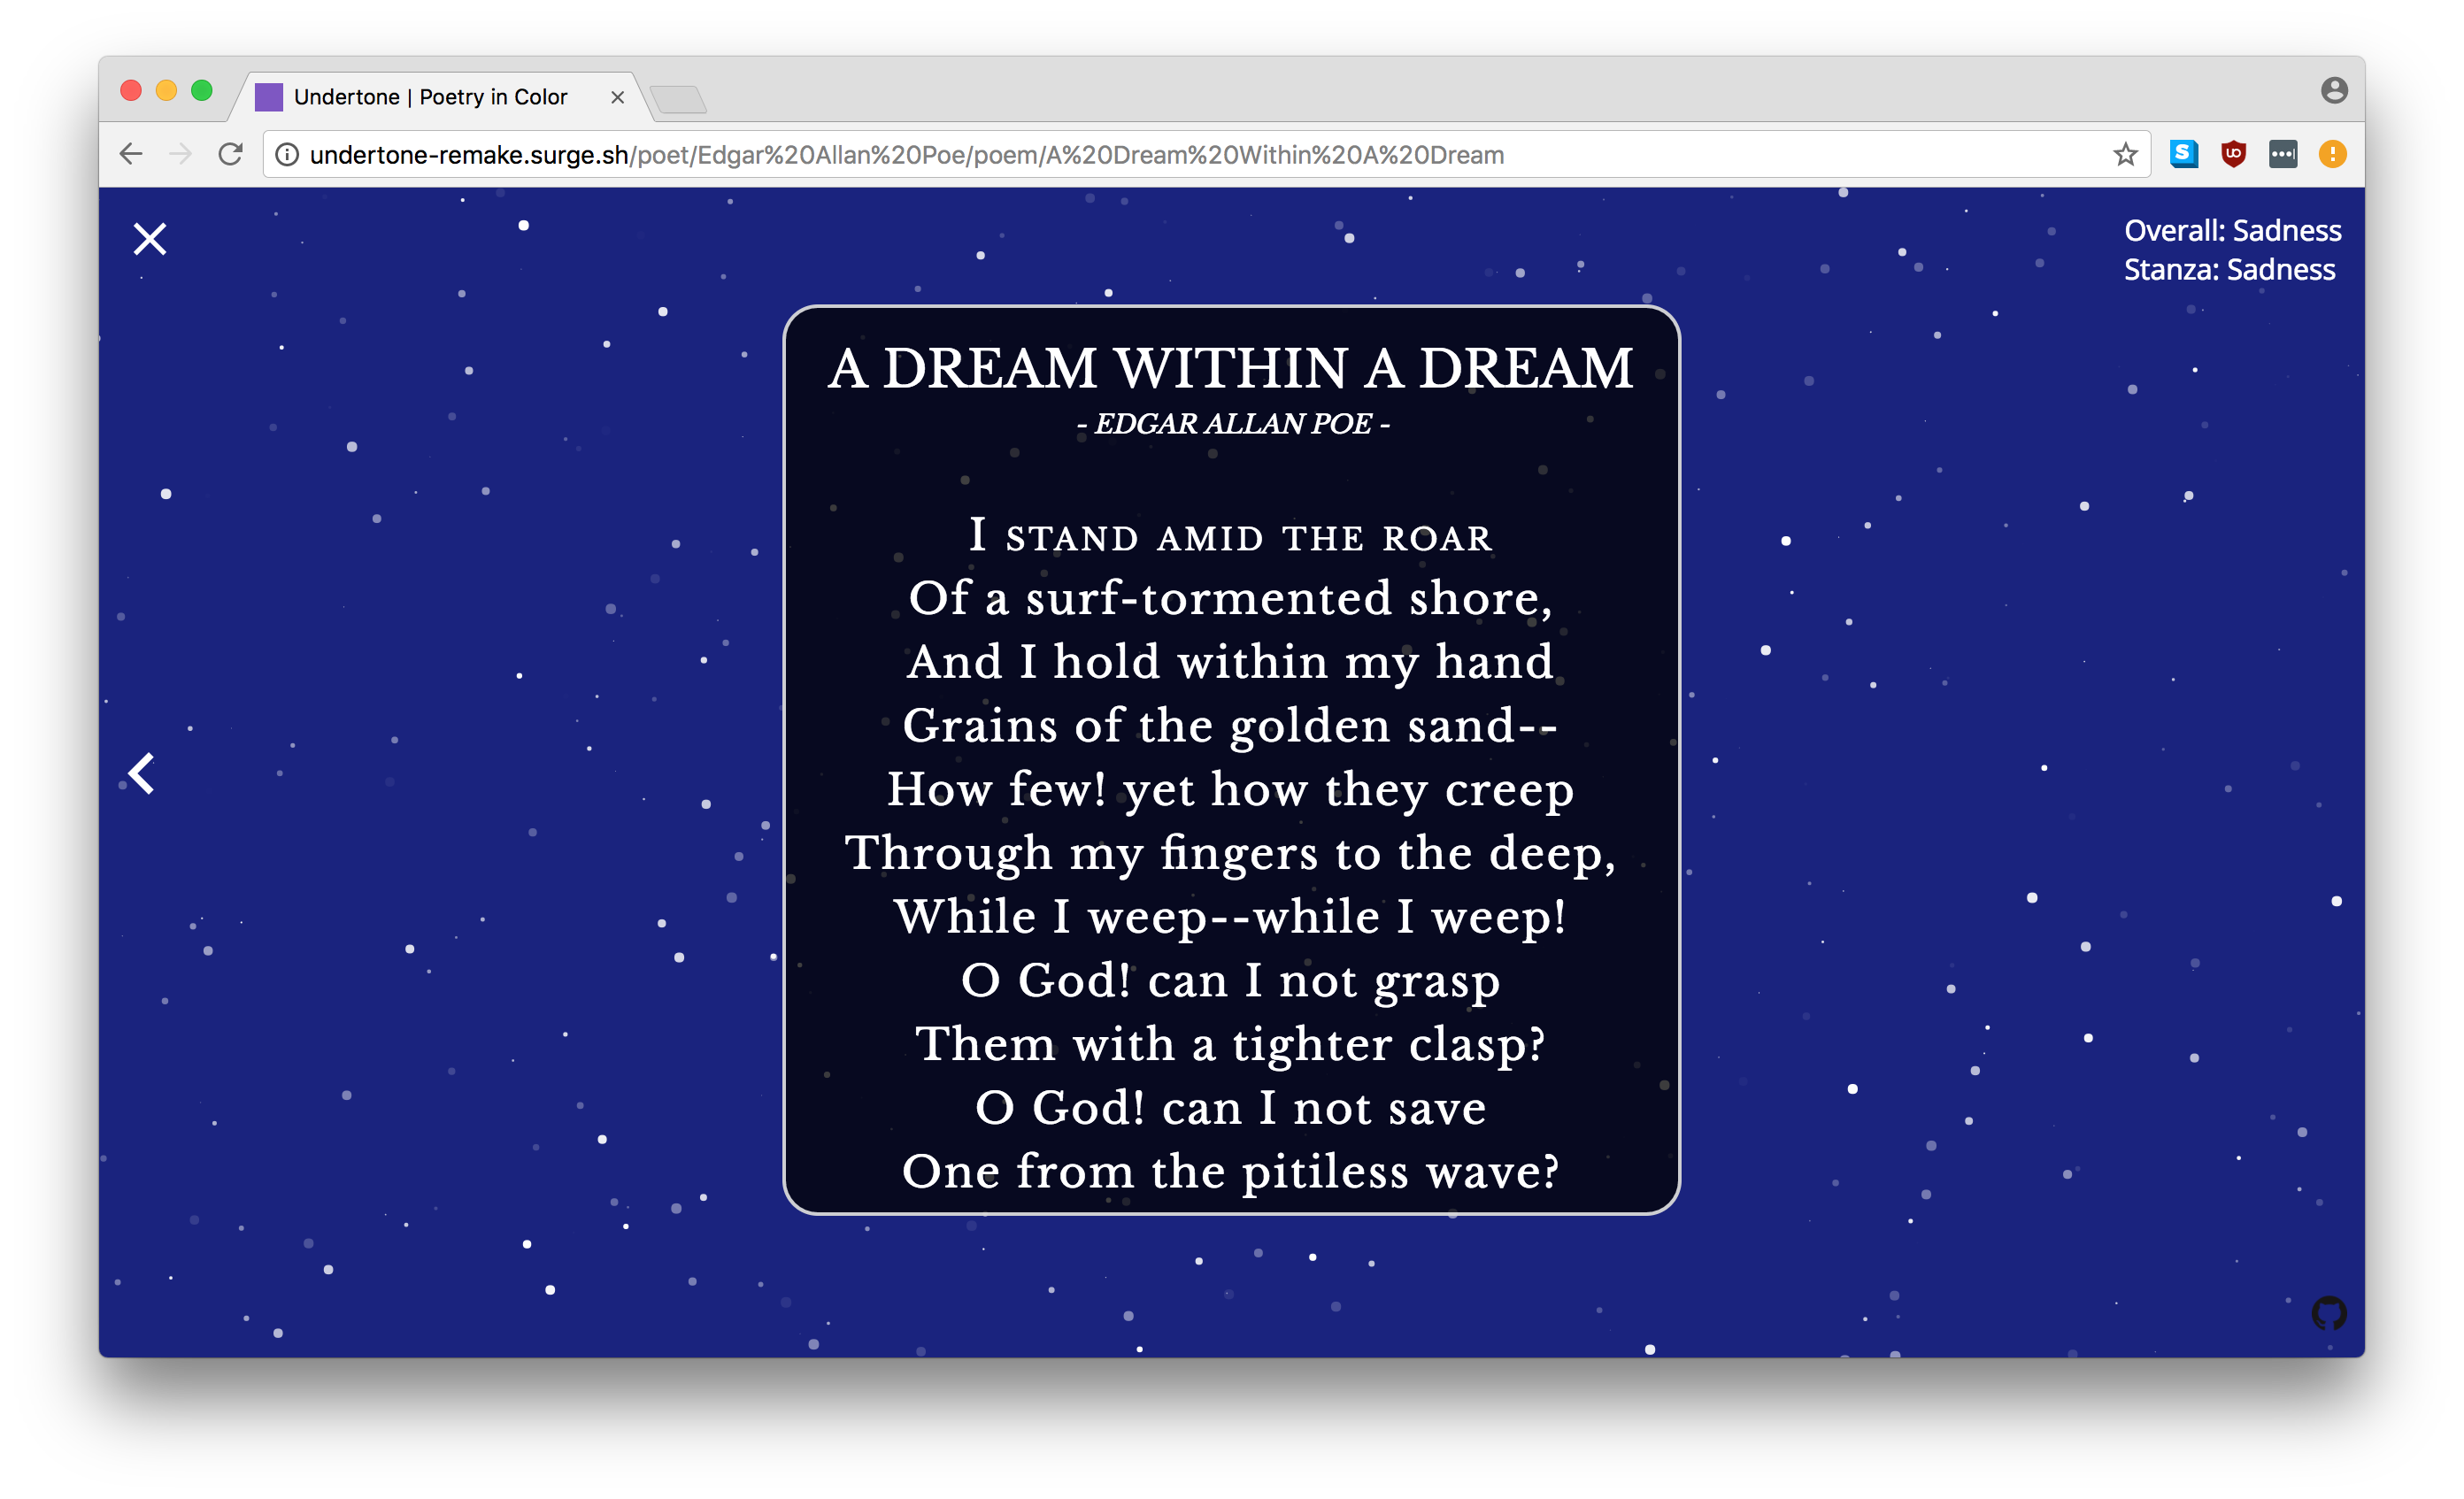 Undertone | Poetry in Color
undertone-remake.surge.sh/poet/Edgar%20Allan%20Poe/poem/A%20Dream%20Within%20A%20Dream
Overall: Sadness
Stanza: Sadness
A DREAM WITHIN A DREAM
- EDGAR ALLAN POE -
I STAND AMID THE ROAR
Of a surf-tormented shore,
And I hold within my hand
Grains of the golden sand--
How few! yet how they creep
Through my fingers to the deep,
While I weep--while I weep!
O God! can I not grasp
Them with a tighter clasp?
O God! can I not save
One from the pitiless wave?